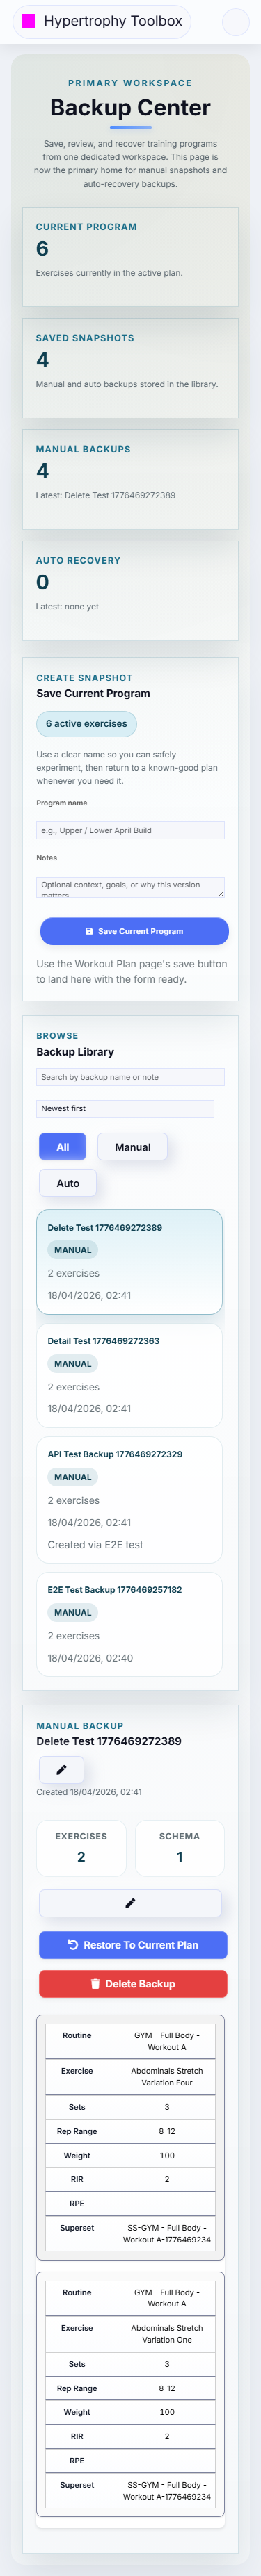 Hypertrophy Toolbox
PRIMARY WORKSPACE
Backup Center
Save, review, and recover training programs
from one dedicated workspace. This page is
now the primary home for manual snapshots and
auto-recovery backups.
CURRENT PROGRAM
6
Exercises currently in the active plan.
SAVED SNAPSHOTS
4
Manual and auto backups stored in the library.
MANUAL BACKUPS
4
Latest: Delete Test 1776469272389
AUTO RECOVERY
0
Latest: none yet
CREATE SNAPSHOT
Save Current Program
6 active exercises
Use a clear name so you can safely
experiment, then return to a known-good plan
whenever you need it.
Program name
e.g., Upper / Lower April Build
Notes
Optional context, goals, or why this version
matters
Save Current Program
Use the Workout Plan page's save button
to land here with the form ready.
BROWSE
Backup Library
Search by backup name or note
Newest first
All
Manual
Auto
Delete Test 1776469272389
MANUAL
2 exercises
18/04/2026, 02:41
Detail Test 1776469272363
MANUAL
2 exercises
18/04/2026, 02:41
API Test Backup 1776469272329
MANUAL
2 exercises
18/04/2026, 02:41
Created via E2E test
E2E Test Backup 1776469257182
MANUAL
2 exercises
18/04/2026, 02:40
MANUAL BACKUP
Delete Test 1776469272389
Created 18/04/2026, 02:41
EXERCISES
2
SCHEMA
1
Restore To Current Plan
Delete Backup
Routine GYM - Full Body -
Workout A
Exercise Abdominals Stretch
Variation Four
Sets 3
Rep Range 8-12
Weight 100
RIR 2
RPE -
Superset SS-GYM - Full Body -
Workout A-1776469234
Routine GYM - Full Body -
Workout A
Exercise Abdominals Stretch
Variation One
Sets 3
Rep Range 8-12
Weight 100
RIR 2
RPE -
Superset SS-GYM - Full Body -
Workout A-1776469234